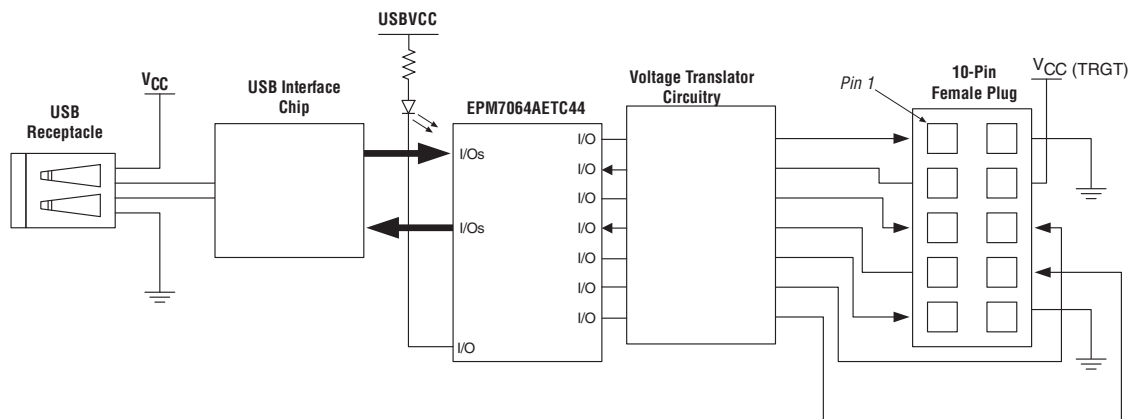 USBVCC
VCC
USB Interface
Chip
USB
Receptacle
EPM7064AETC44
Voltage Translator
Circuitry
Pin 1
10-Pin
Female Plug
VCC (TRGT)
I/Os
I/Os
I/O
I/O
I/O
I/O
I/O
I/O
I/O
I/O